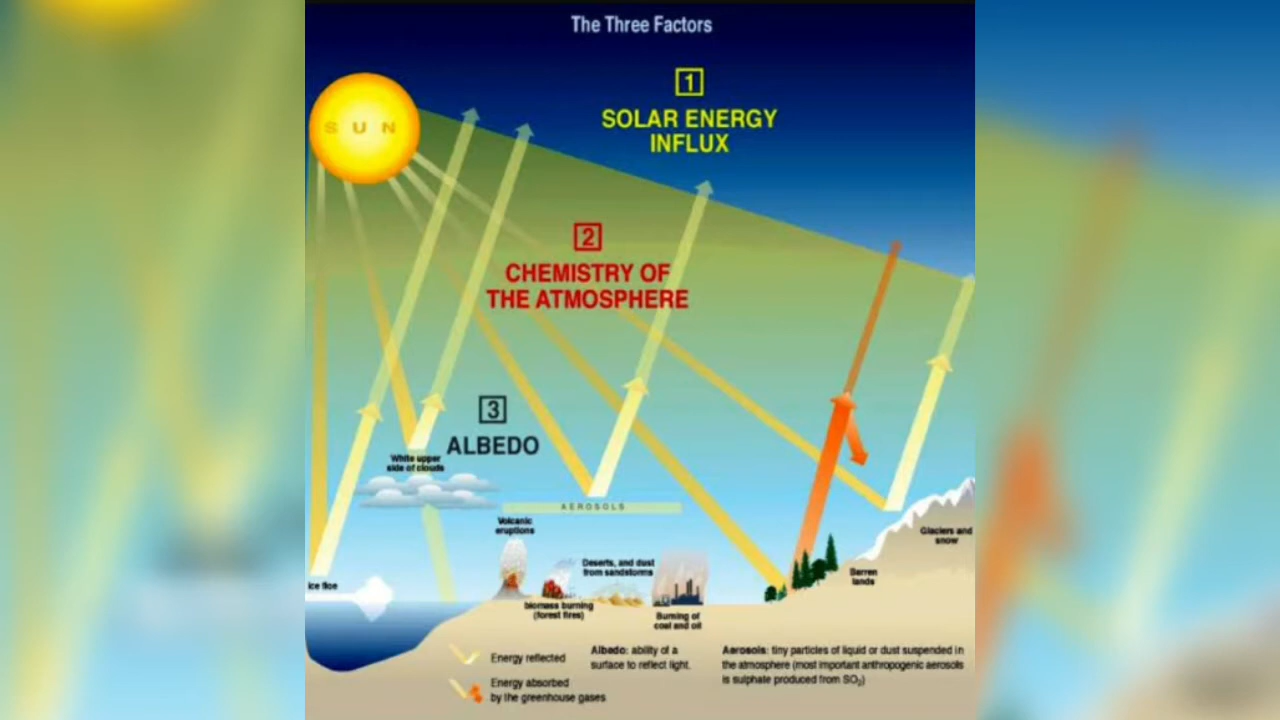 The Three Factors
1
SOLAR ENERGY
INFLUX
SUN
2
CHEMISTRY OF
THE ATMOSPHERE
3
ALBEDO
White upper
side of clouds
AEROSOLS
Volcanic
eruptions
Deserts, and dust
from sandstorms
Glaciers and
snow
Barren
lands
ice floe
biomass burning
(forest fires)
Burning of
coal and oil
Energy reflected
Energy absorbed
by the greenhouse gases
Albedo: ability of a
surface to reflect light.
Aerosols: tiny particles of liquid or dust suspended in
the atmosphere (most important anthropogenic aerosols
is sulphate produced from SO₂)